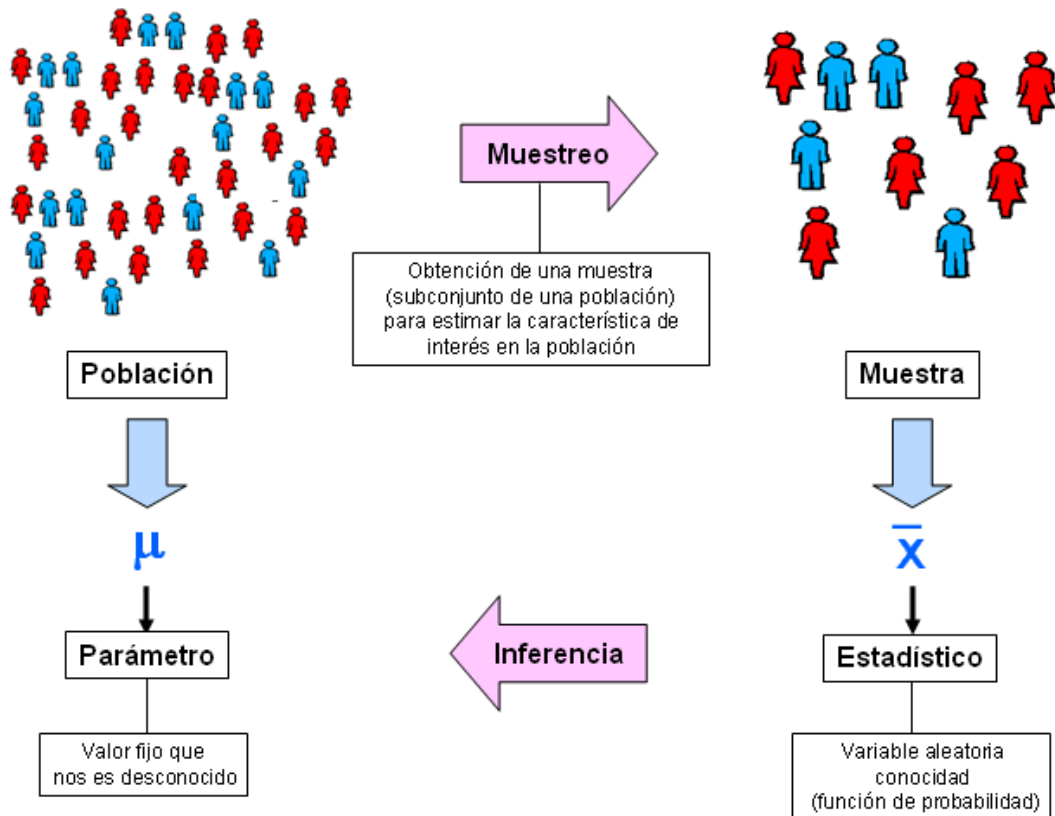 Muestreo
Obtención de una muestra
(subconjunto de una población)
para estimar la característica de
interés en la población
Población
Muestra
μ
x̄
Parámetro
Inferencia
Estadístico
Valor fijo que
nos es desconocido
Variable aleatoria
conocidad
(función de probabilidad)